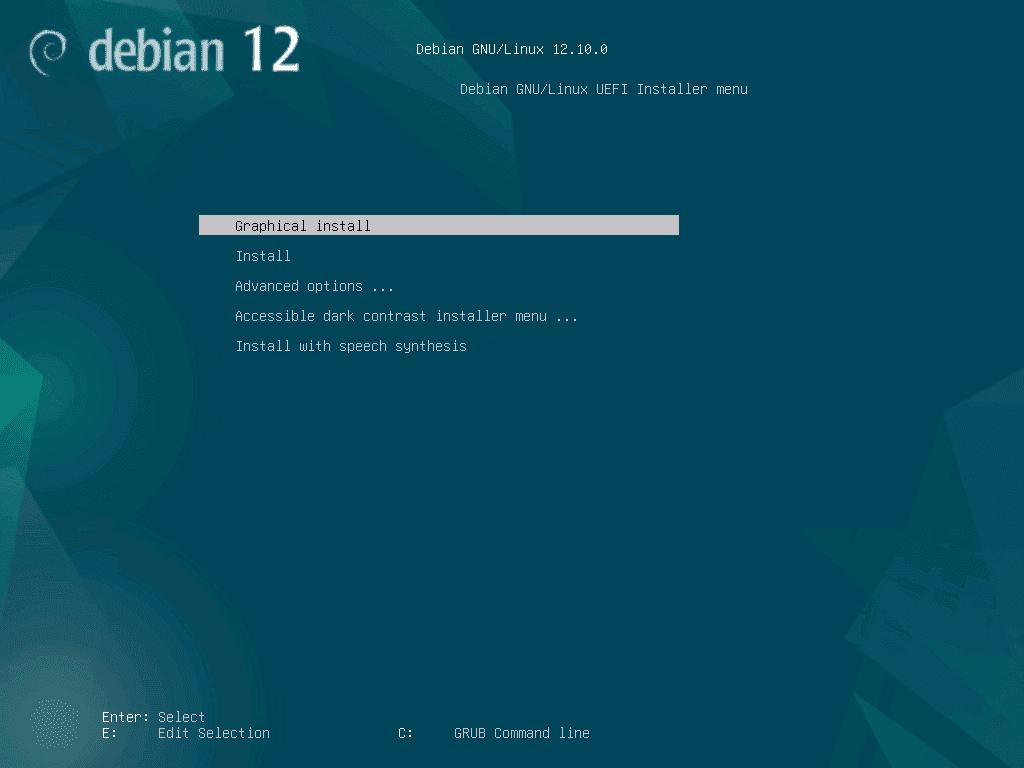 debian 12
Debian GNU/Linux 12.10.0
Debian GNU/Linux UEFI Installer menu
Graphical install
Install
Advanced options ...
Accessible dark contrast installer menu ...
Install with speech synthesis
Enter: Select
E: Edit Selection C: GRUB Command line